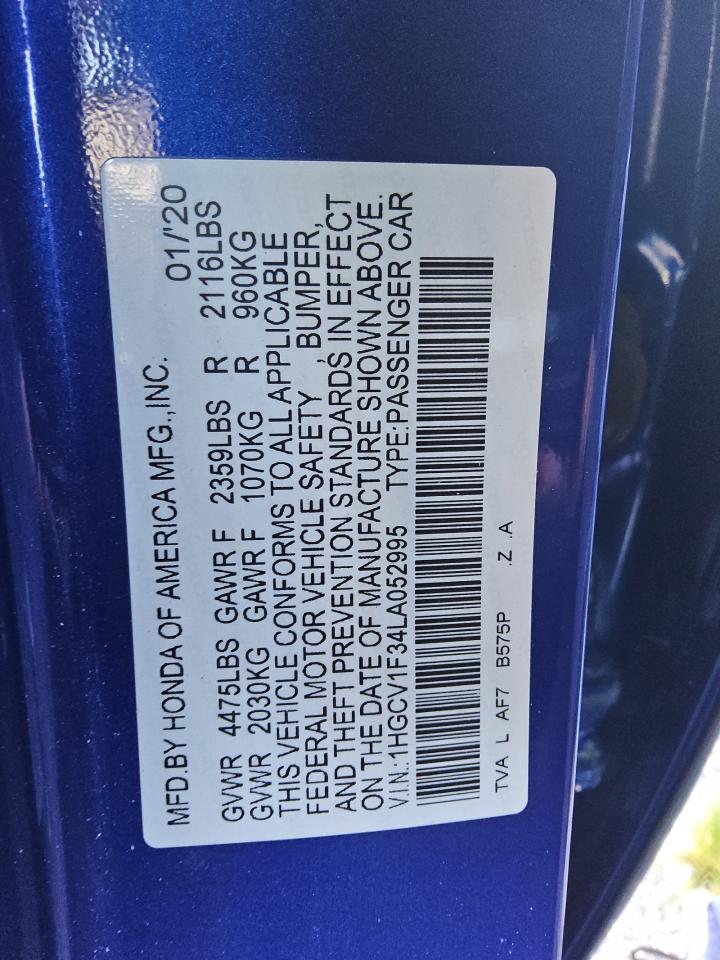 MFD.BY HONDA OF AMERICA MFG.,INC. 01/'20
GVWR 4475LBS GAWR F 2359LBS R 2116LBS
GVWR 2030KG GAWR F 1070KG R 960KG
THIS VEHICLE CONFORMS TO ALL APPLICABLE
FEDERAL MOTOR VEHICLE SAFETY, BUMPER,
AND THEFT PREVENTION STANDARDS IN EFFECT
ON THE DATE OF MANUFACTURE SHOWN ABOVE.
V.I.N.:1HGCV1F34LA052995 TYPE:PASSENGER CAR
TVA L AF7 B575P .Z .A